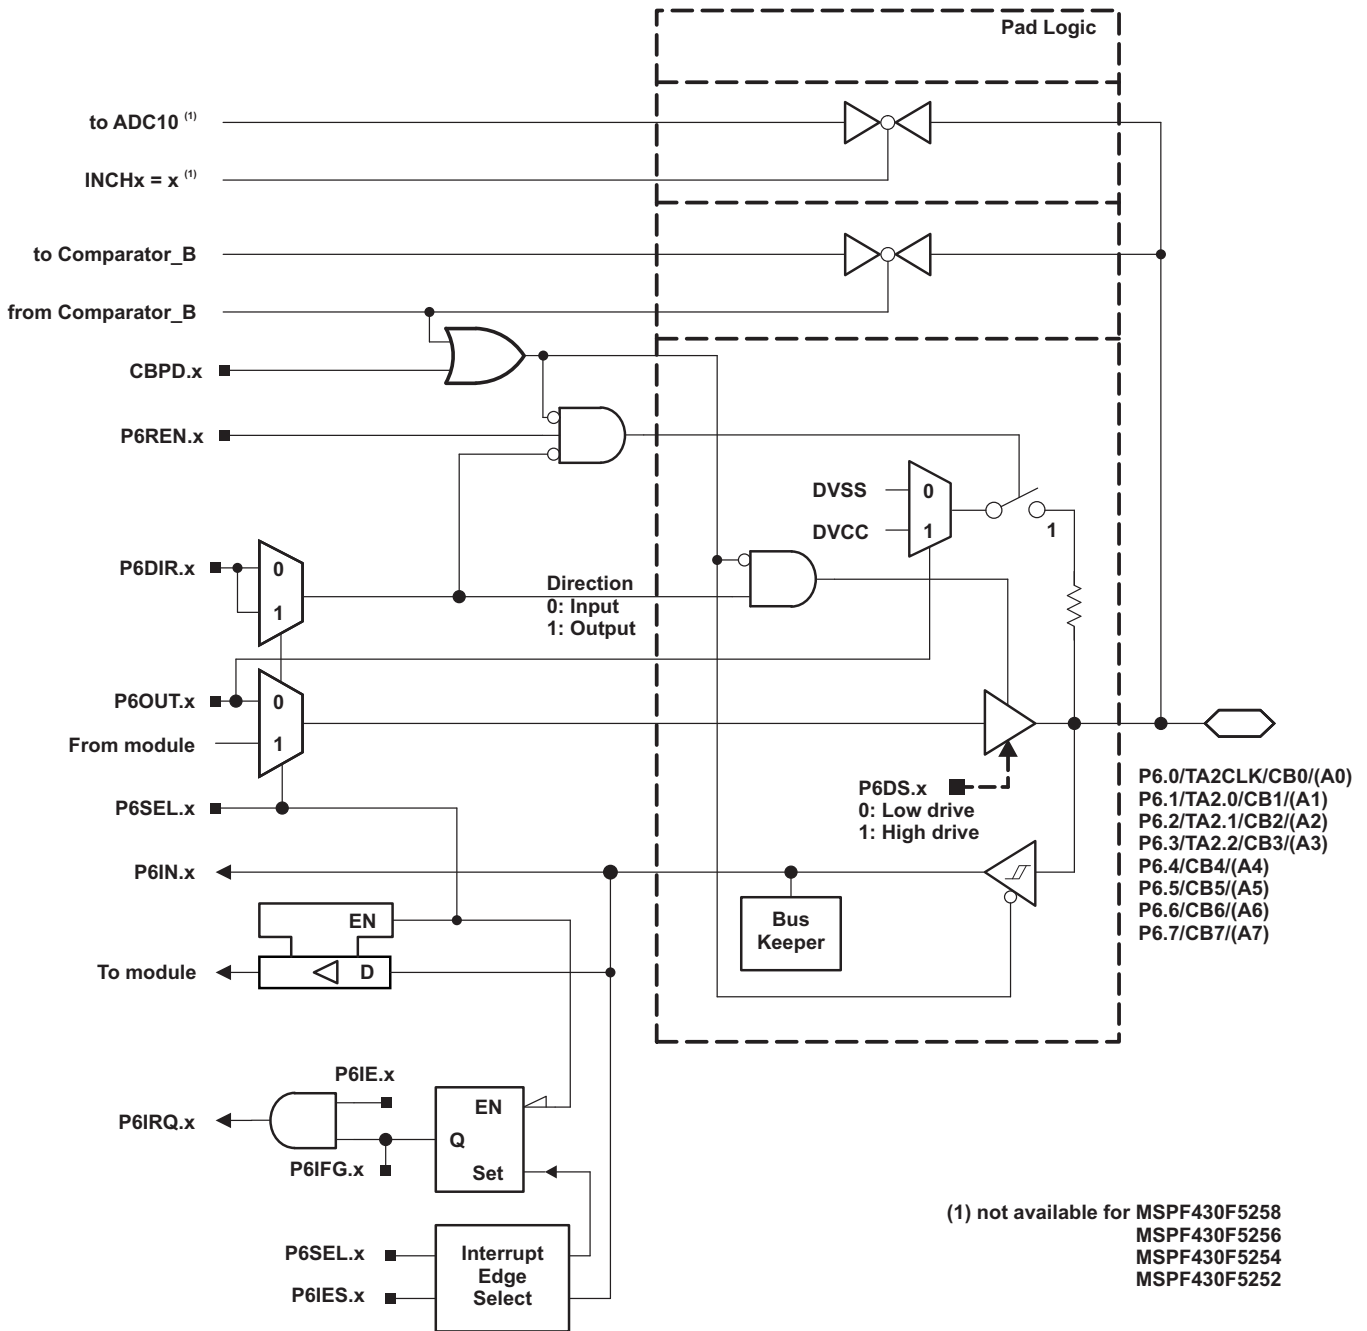 Pad Logic
to ADC10 (1)
INCHx = x (1)
to Comparator_B
from Comparator_B
CBPD.x
P6REN.x
DVSS
0
DVCC
1
1
P6DIR.x
0
1
Direction
0: Input
1: Output
P6OUT.x
0
From module
1
P6SEL.x
P6DS.x
0: Low drive
1: High drive
P6.0/TA2CLK/CB0/(A0)
P6.1/TA2.0/CB1/(A1)
P6.2/TA2.1/CB2/(A2)
P6.3/TA2.2/CB3/(A3)
P6.4/CB4/(A4)
P6.5/CB5/(A5)
P6.6/CB6/(A6)
P6.7/CB7/(A7)
P6IN.x
Bus
Keeper
EN
To module
D
P6IE.x
P6IRQ.x
EN
Q
P6IFG.x
Set
P6SEL.x
P6IES.x
Interrupt
Edge
Select
(1) not available for MSPF430F5258
MSPF430F5256
MSPF430F5254
MSPF430F5252